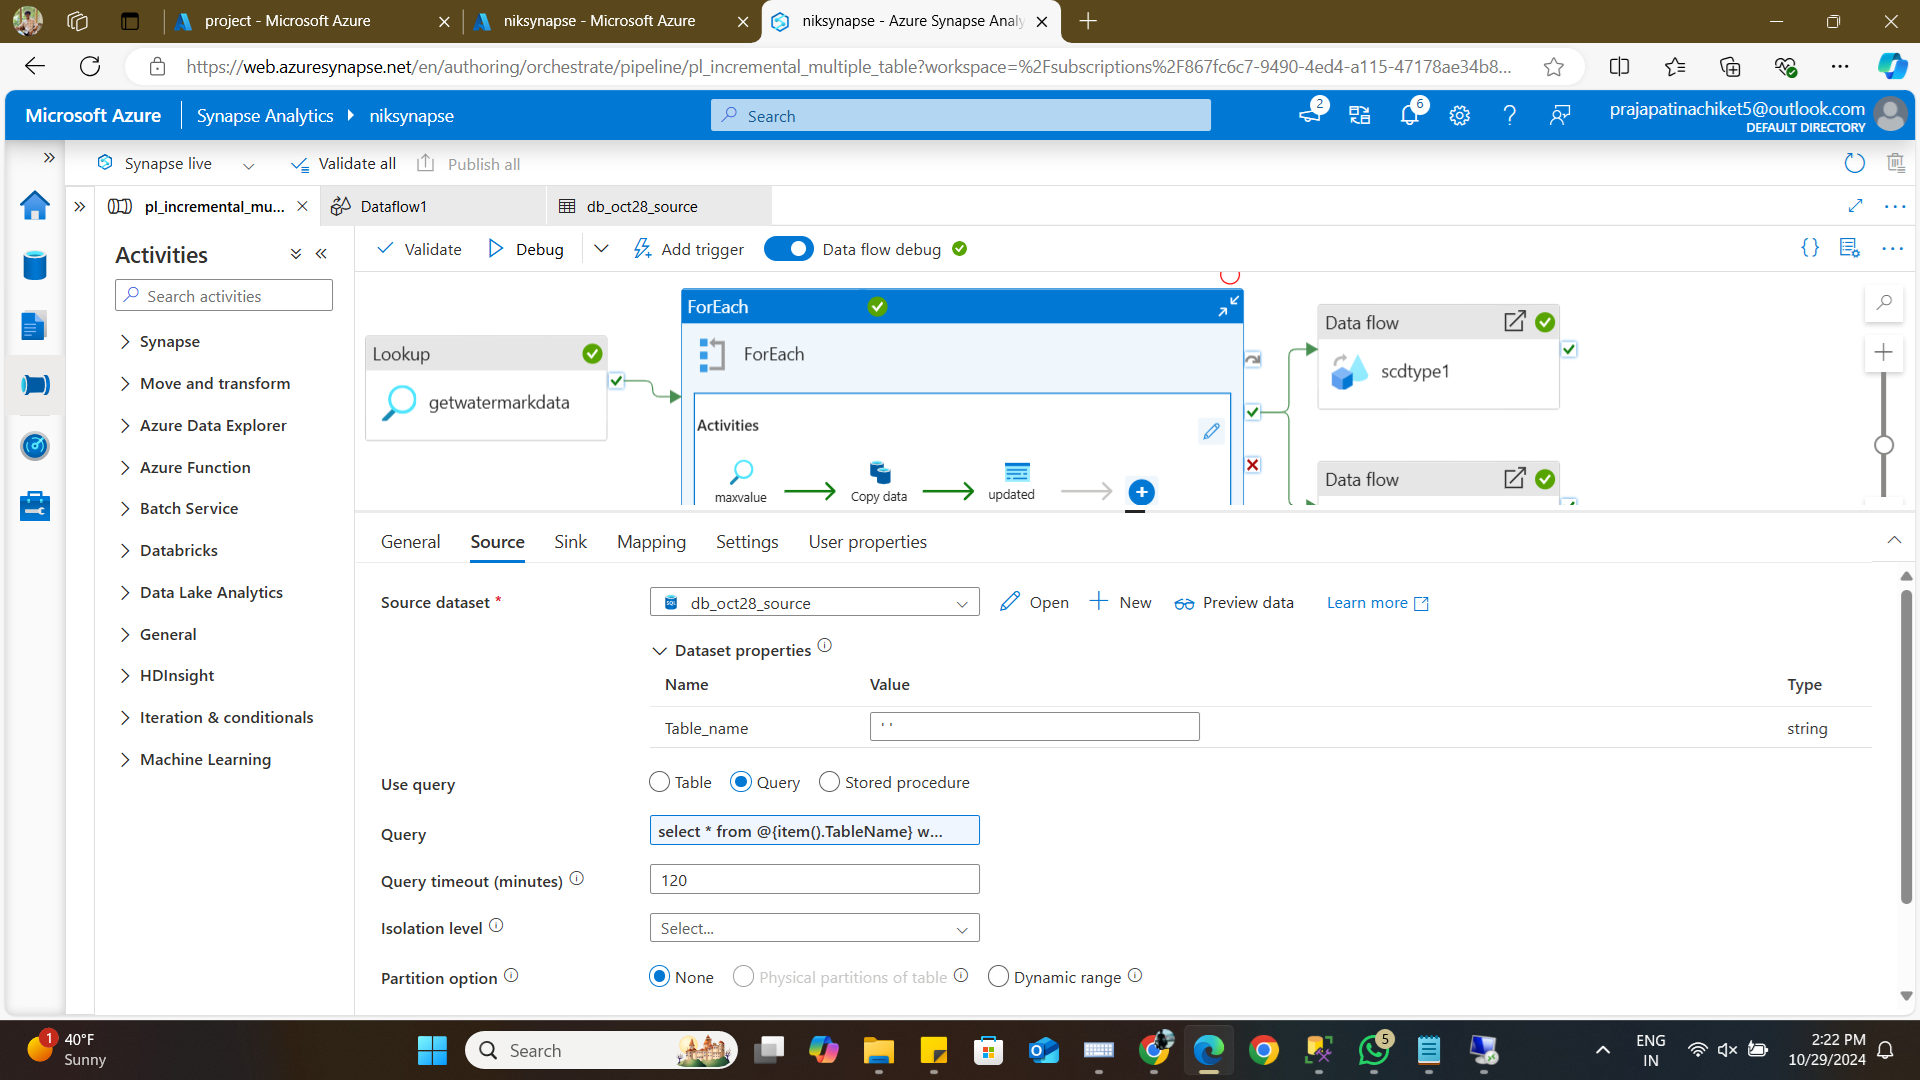 project - Microsoft Azure
niksynapse - Microsoft Azure
niksynapse - Azure Synapse Analy
https://web.azuresynapse.net/en/authoring/orchestrate/pipeline/pl_incremental_multiple_table?workspace=%2Fsubscriptions%2F867fc6c7-9490-4ed4-a115-47178ae34b8...
Microsoft Azure
Synapse Analytics
niksynapse
Search
2
6
prajapatinachiket5@outlook.com
DEFAULT DIRECTORY
Synapse live
Validate all
Publish all
pl_incremental_mu...
Dataflow1
db_oct28_source
Activities
Search activities
Synapse
Move and transform
Azure Data Explorer
Azure Function
Batch Service
Databricks
Data Lake Analytics
General
HDInsight
Iteration & conditionals
Machine Learning
Validate
Debug
Add trigger
Data flow debug
Lookup
getwatermarkdata
ForEach
ForEach
Activities
maxvalue
Copy data
updated
Data flow
scdtype1
Data flow
General
Source
Sink
Mapping
Settings
User properties
Source dataset *
db_oct28_source
Open
New
Preview data
Learn more
Dataset properties
Name
Value
Type
Table_name
' '
string
Use query
Table
Query
Stored procedure
Query
select * from @{item().TableName} w...
Query timeout (minutes)
120
Isolation level
Select...
Partition option
None
Physical partitions of table
Dynamic range
1
40°F
Sunny
Search
5
ENG
IN
2:22 PM
10/29/2024